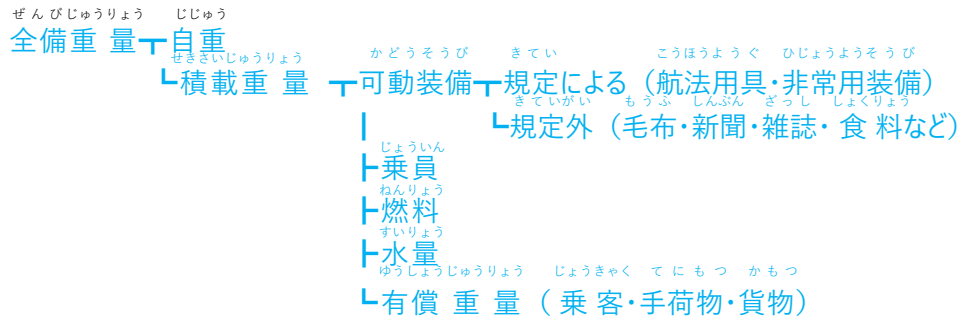 ぜんびじゅうりょう じじゅう
全備重量┳自重
せきさいじゅうりょう かどうそうび きてい こうほうようぐ ひじょうようそうび
┗積載重量 ┳可動装備┳規定による（航法用具・非常用装備）
きていがい もうふ しんぶん ざっし しょくりょう
┃ ┗規定外（毛布・新聞・雑誌・食料など）
じょういん
┣乗員
ねんりょう
┣燃料
すいりょう
┣水量
ゆうしょうじゅうりょう じょうきゃく てにもつ かもつ
┗有償重量（乗客・手荷物・貨物）